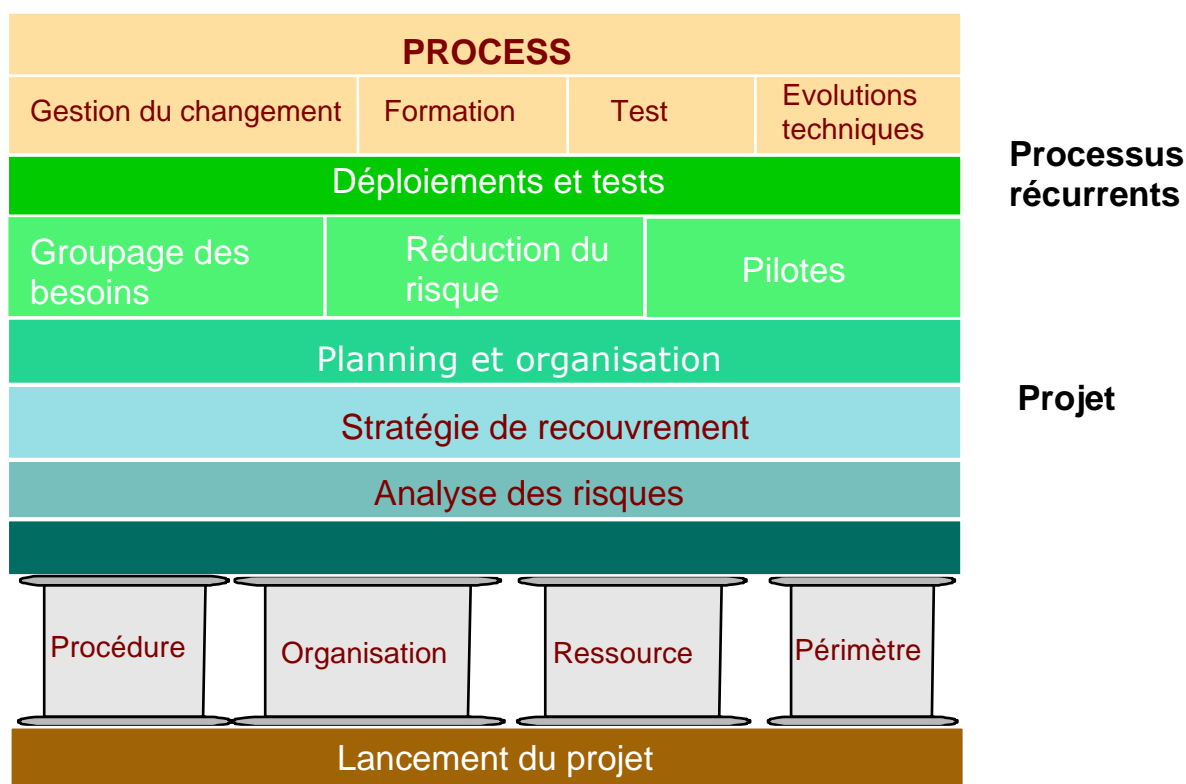 PROCESS
Gestion du changement
Formation
Test
Evolutions
techniques
Processus
récurrents
Déploiements et tests
Groupage des
besoins
Réduction du
risque
Pilotes
Planning et organisation
Projet
Stratégie de recouvrement
Analyse des risques
Procédure
Organisation
Ressource
Périmètre
Lancement du projet